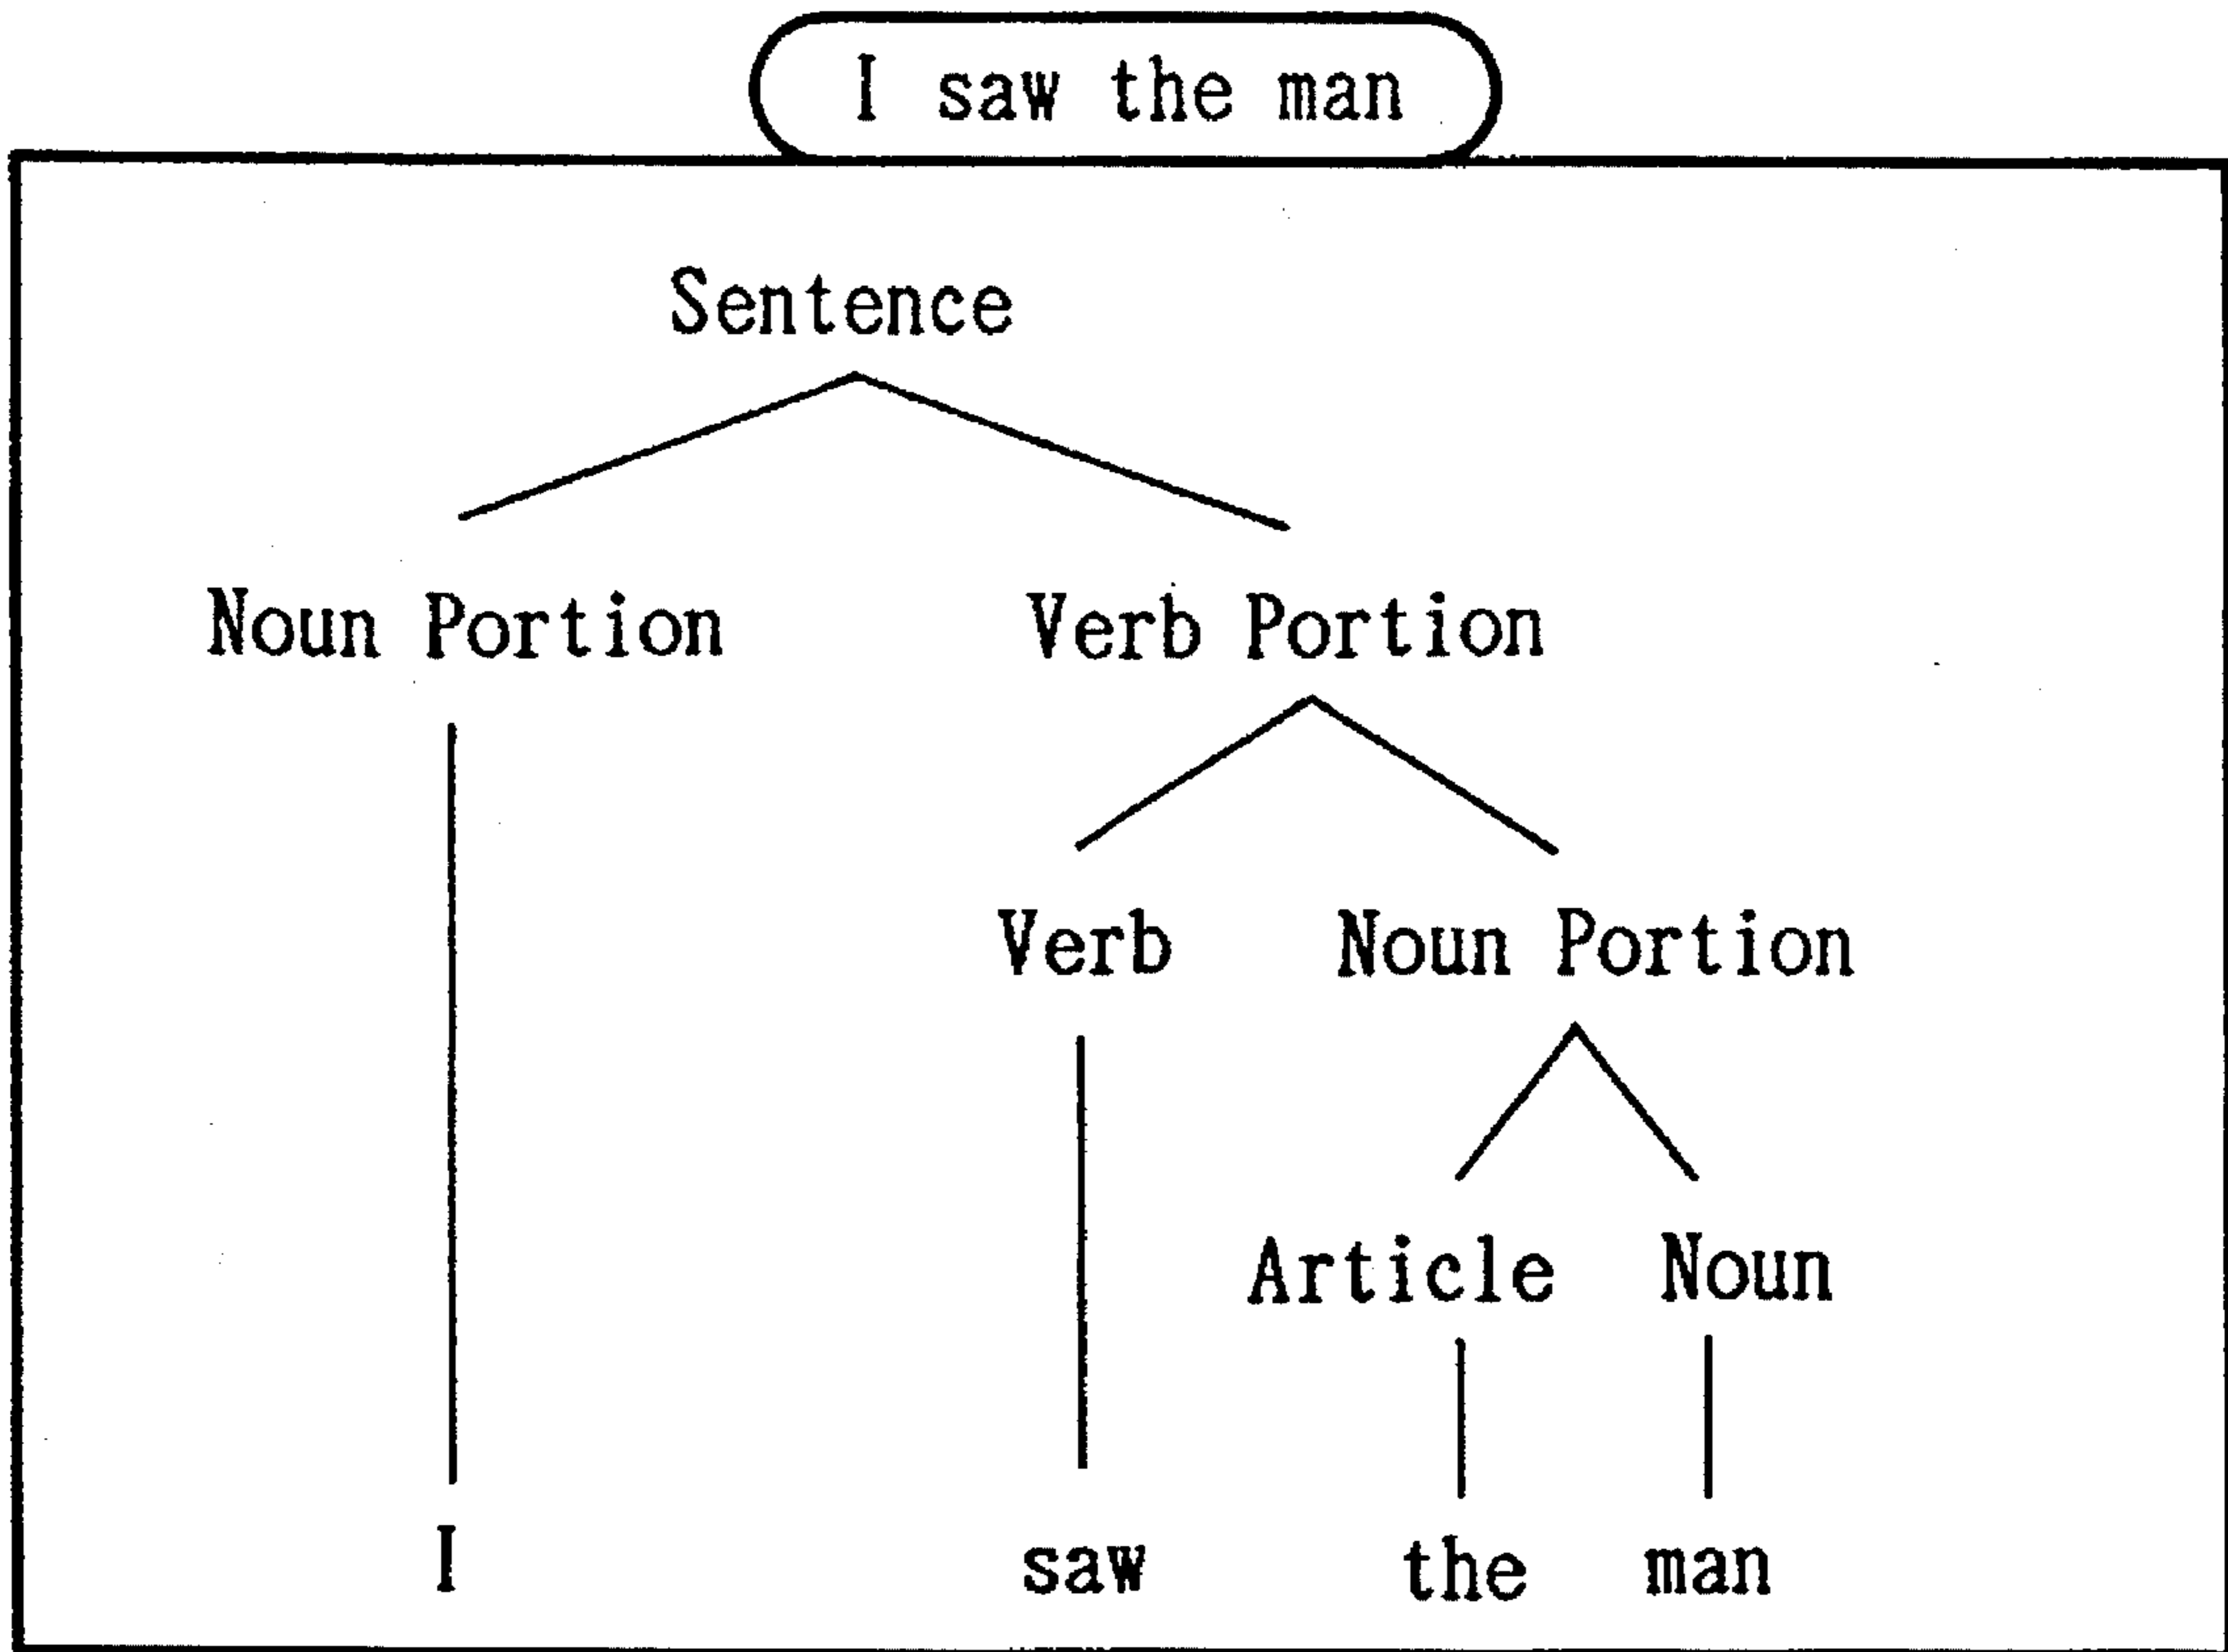 I saw the man
Sentence
Noun Portion Verb Portion
Verb Noun Portion
Article Noun
I saw the man